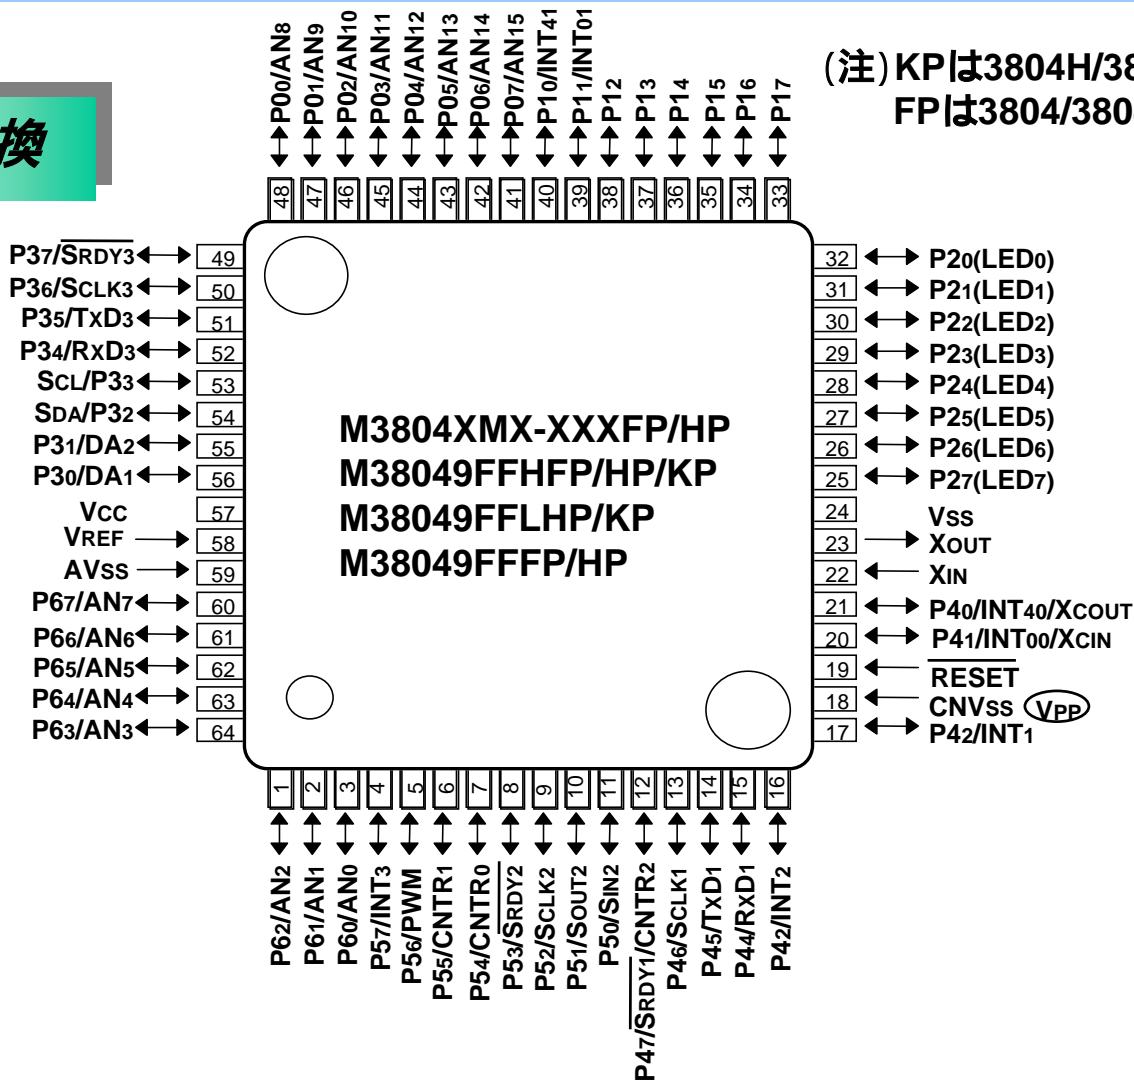 (注)KPは3804H/38
FPは3804/380
換
P00/AN8
P01/AN9
P02/AN10
P03/AN11
P04/AN12
P05/AN13
P06/AN14
P07/AN15
P10/INT41
P11/INT01
P12
P13
P14
P15
P16
P17
48
47
46
45
44
43
42
41
40
39
38
37
36
35
34
33
P37/SRDY3 49
P36/SCLK3 50
P35/TXD3 51
P34/RXD3 52
SCL/P33 53
SDA/P32 54
P31/DA2 55
P30/DA1 56
VCC 57
VREF 58
AVSS 59
P67/AN7 60
P66/AN6 61
P65/AN5 62
P64/AN4 63
P63/AN3 64
M3804XMX-XXXFP/HP
M38049FFHFP/HP/KP
M38049FFLHP/KP
M38049FFFP/HP
32 P20(LED0)
31 P21(LED1)
30 P22(LED2)
29 P23(LED3)
28 P24(LED4)
27 P25(LED5)
26 P26(LED6)
25 P27(LED7)
24 VSS
23 XOUT
22 XIN
21 P40/INT40/XCOUT
20 P41/INT00/XCIN
19 RESET
18 CNVSS VPP
17 P42/INT1
1
2
3
4
5
6
7
8
9
10
11
12
13
14
15
16
P62/AN2
P61/AN1
P60/AN0
P57/INT3
P56/PWM
P55/CNTR1
P54/CNTR0
P53/SRDY2
P52/SCLK2
P51/SOUT2
P50/SIN2
P47/SRDY1/CNTR2
P46/SCLK1
P45/TXD1
P44/RXD1
P42/INT2